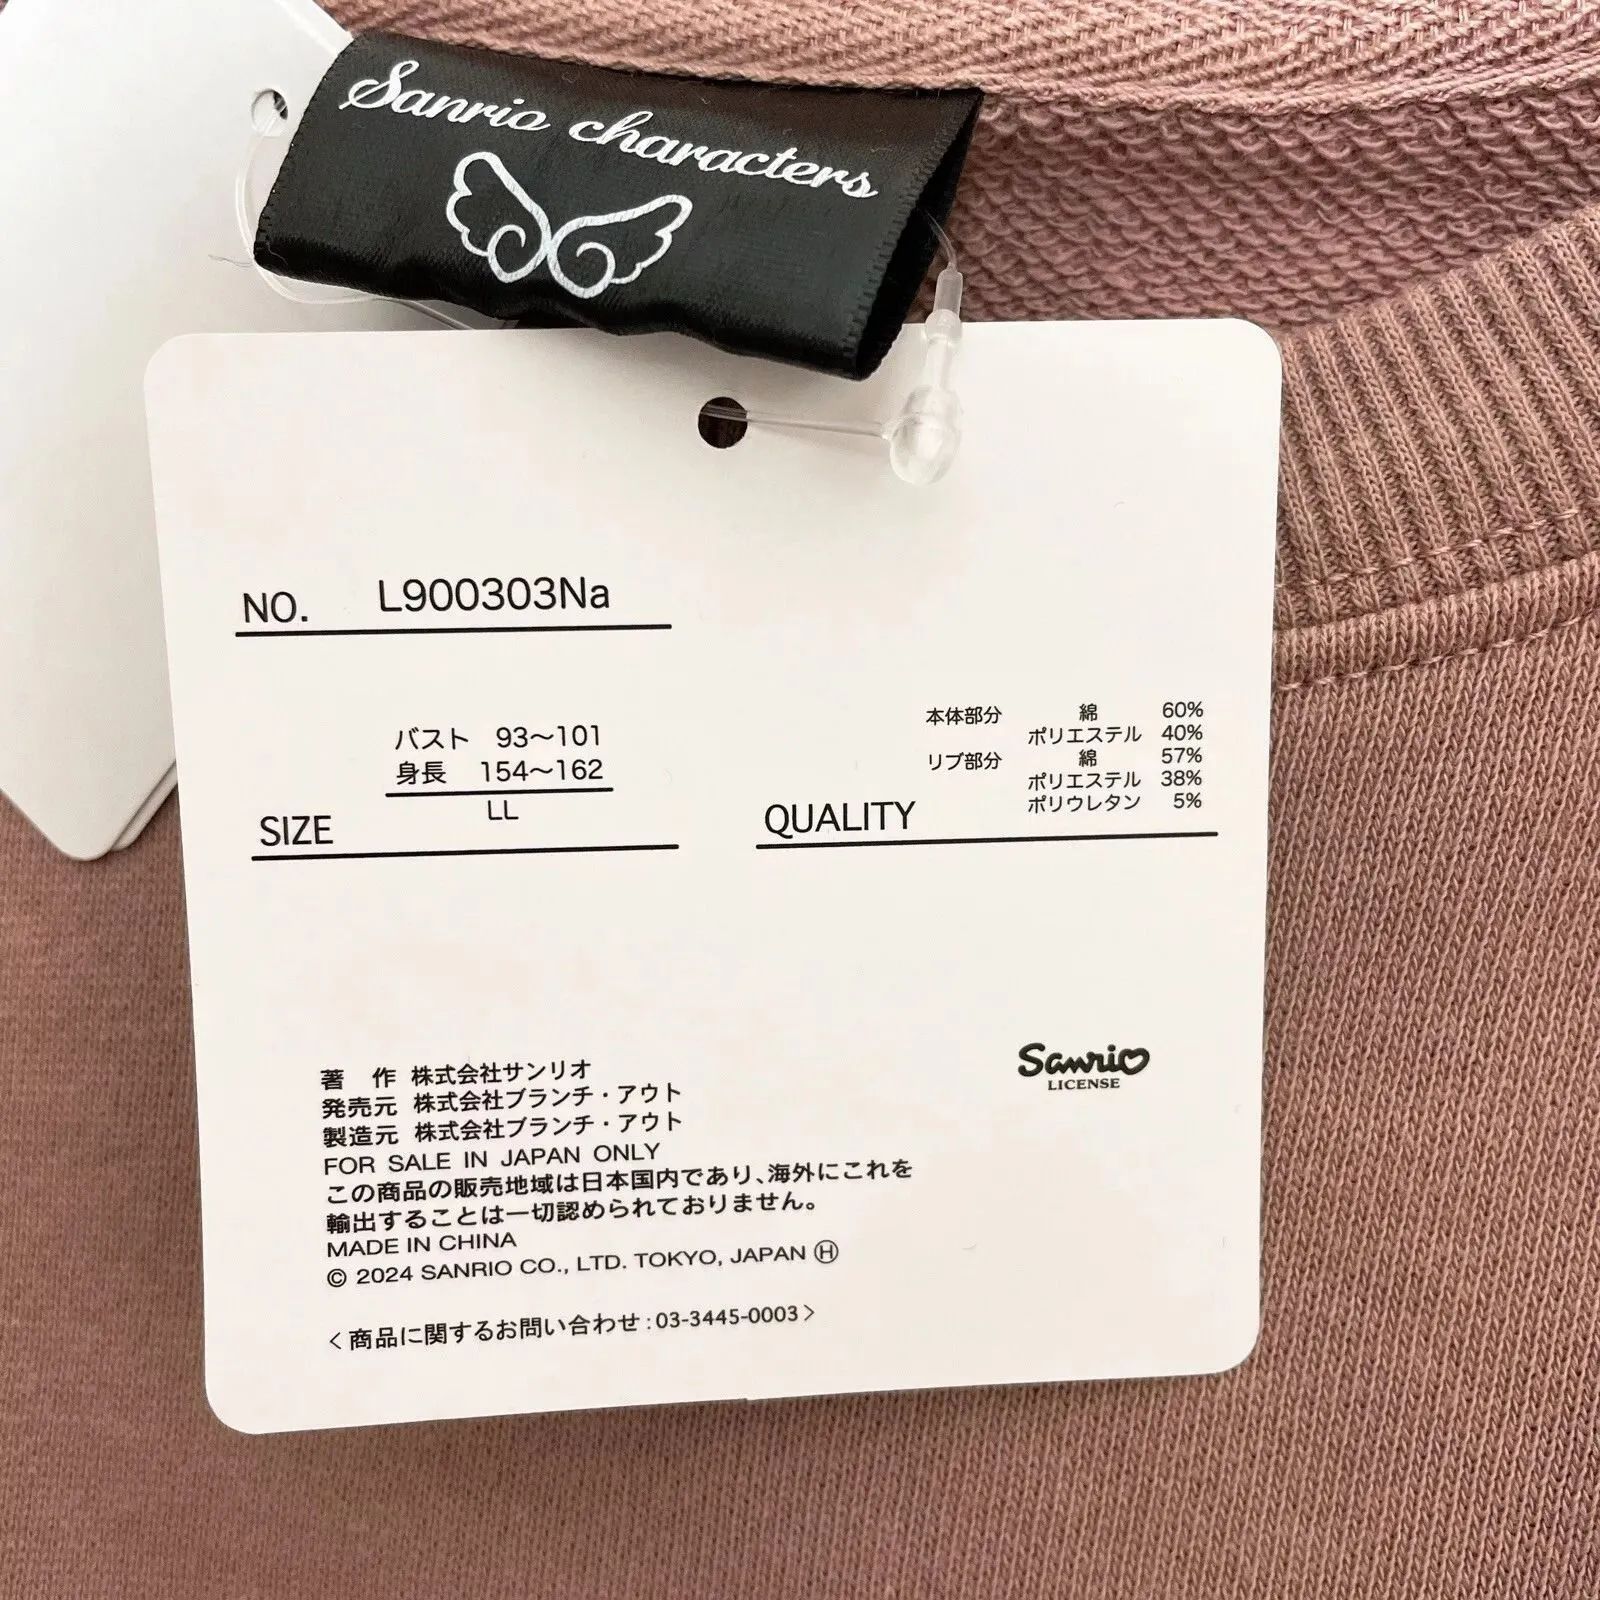 Sanrio characters
NO. L900303Na
バスト 93～101
身長 154～162
LL
SIZE
本体部分 綿 60%
ポリエステル 40%
リブ部分 綿 57%
ポリエステル 38%
ポリウレタン 5%
QUALITY
Sanrio
LICENSE
著　作 株式会社サンリオ
発売元 株式会社ブランチ・アウト
製造元 株式会社ブランチ・アウト
FOR SALE IN JAPAN ONLY
この商品の販売地域は日本国内であり、海外にこれを
輸出することは一切認められておりません。
MADE IN CHINA
© 2024 SANRIO CO., LTD. TOKYO, JAPAN Ⓗ
〈商品に関するお問い合わせ:03-3445-0003〉